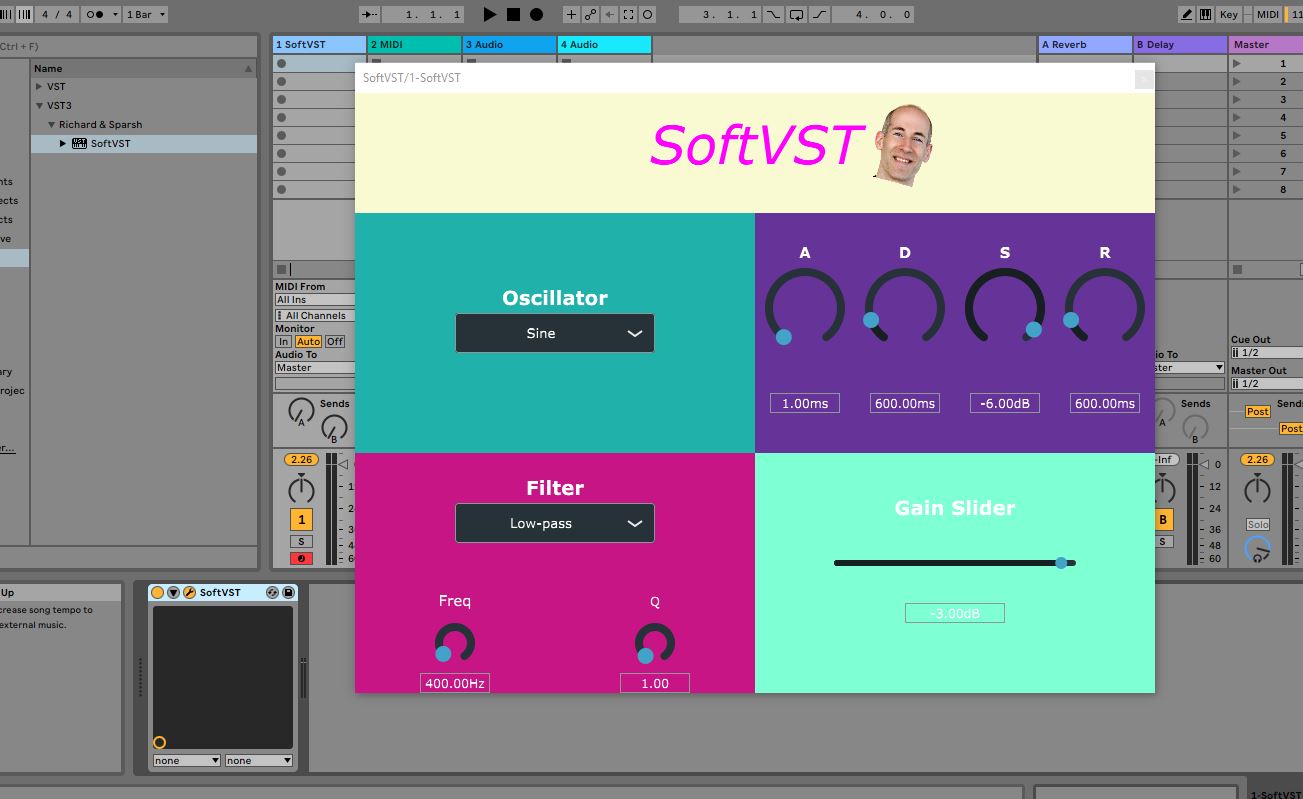 4 / 4
1 Bar
1. 1. 1
3. 1. 1
4. 0. 0
Key
MIDI
11
Ctrl + F)
Name
VST
VST3
Richard & Sparsh
SoftVST
1 SoftVST
2 MIDI
3 Audio
4 Audio
A Reverb
B Delay
Master
1
2
3
4
5
6
7
8
SoftVST/1-SoftVST
SoftVST
Oscillator
Sine
A
D
S
R
1.00ms
600.00ms
-6.00dB
600.00ms
Filter
Low-pass
Freq
Q
400.00Hz
1.00
Gain Slider
-3.00dB
nts
ects
cts
ve
ary
rojec
er...
MIDI From
All Ins
All Channels
Monitor
In
Auto
Off
Audio To
Master
Sends
A
B
2.26
1
S
io To
ster
Sends
A
B
-Inf
0
12
24
36
48
60
B
S
Cue Out
1/2
Master Out
1/2
Sends
Post
Post
2.26
0
12
24
36
48
60
Solo
Up
crease song tempo to
external music.
SoftVST
none
none
1-SoftVST